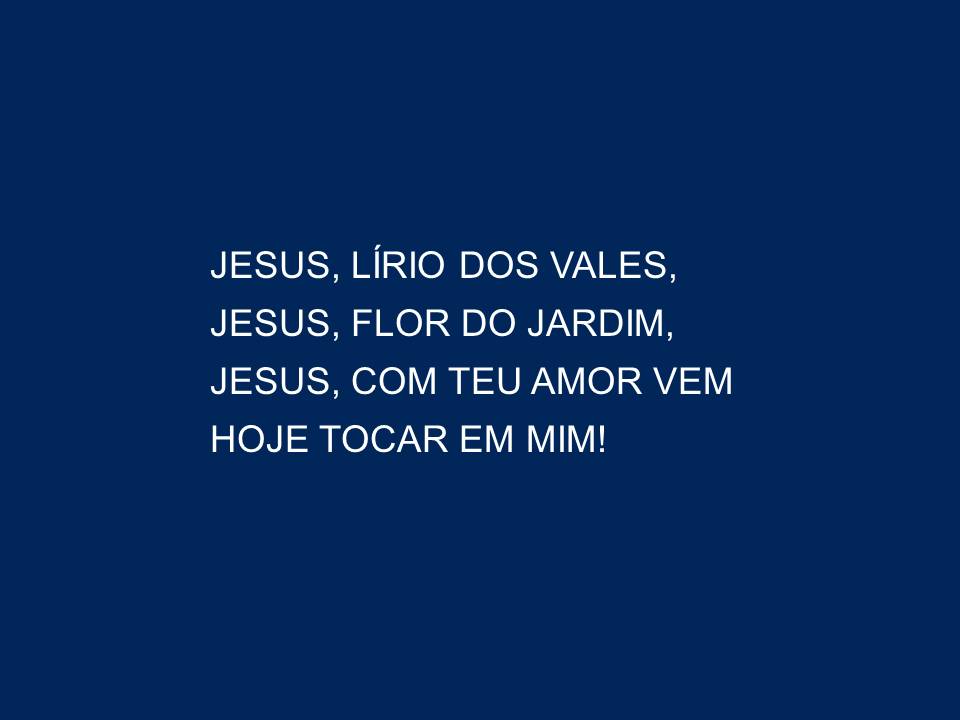 JESUS, LÍRIO DOS VALES,
JESUS, FLOR DO JARDIM,
JESUS, COM TEU AMOR VEM
HOJE TOCAR EM MIM!